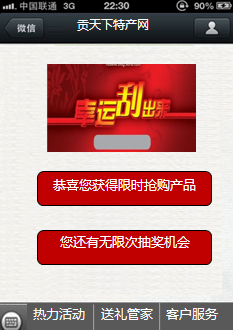 中国联通 3G 22:30 90%
微信 贡天下特产网
幸运刮出来
恭喜您获得限时抢购产品
您还有无限次抽奖机会
热力活动 送礼管家 客户服务